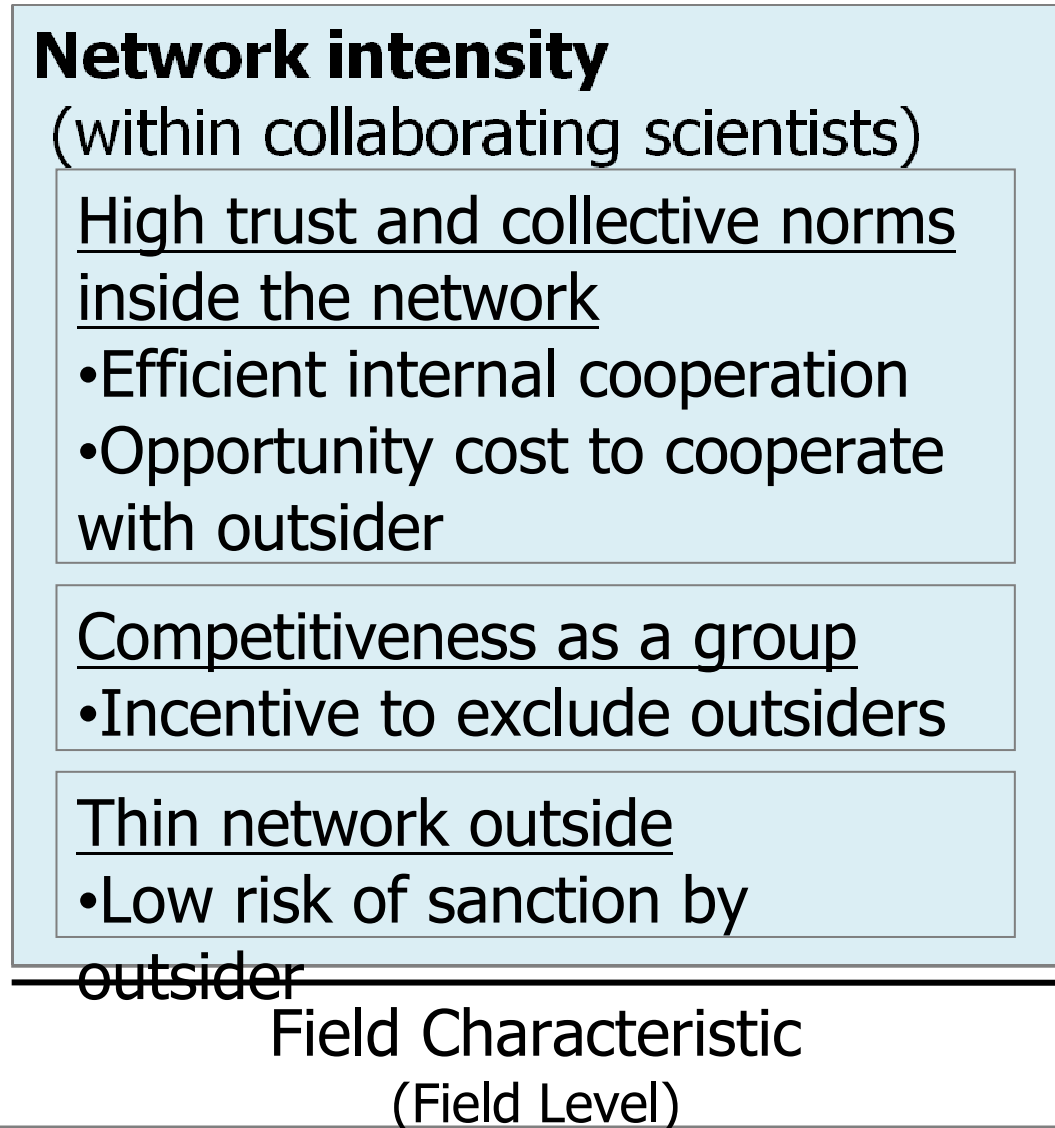 Network intensity
(within collaborating scientists)
High trust and collective norms
inside the network
•Efficient internal cooperation
•Opportunity cost to cooperate
with outsider
Competitiveness as a group
•Incentive to exclude outsiders
Thin network outside
•Low risk of sanction by
outsider
Field Characteristic
(Field Level)